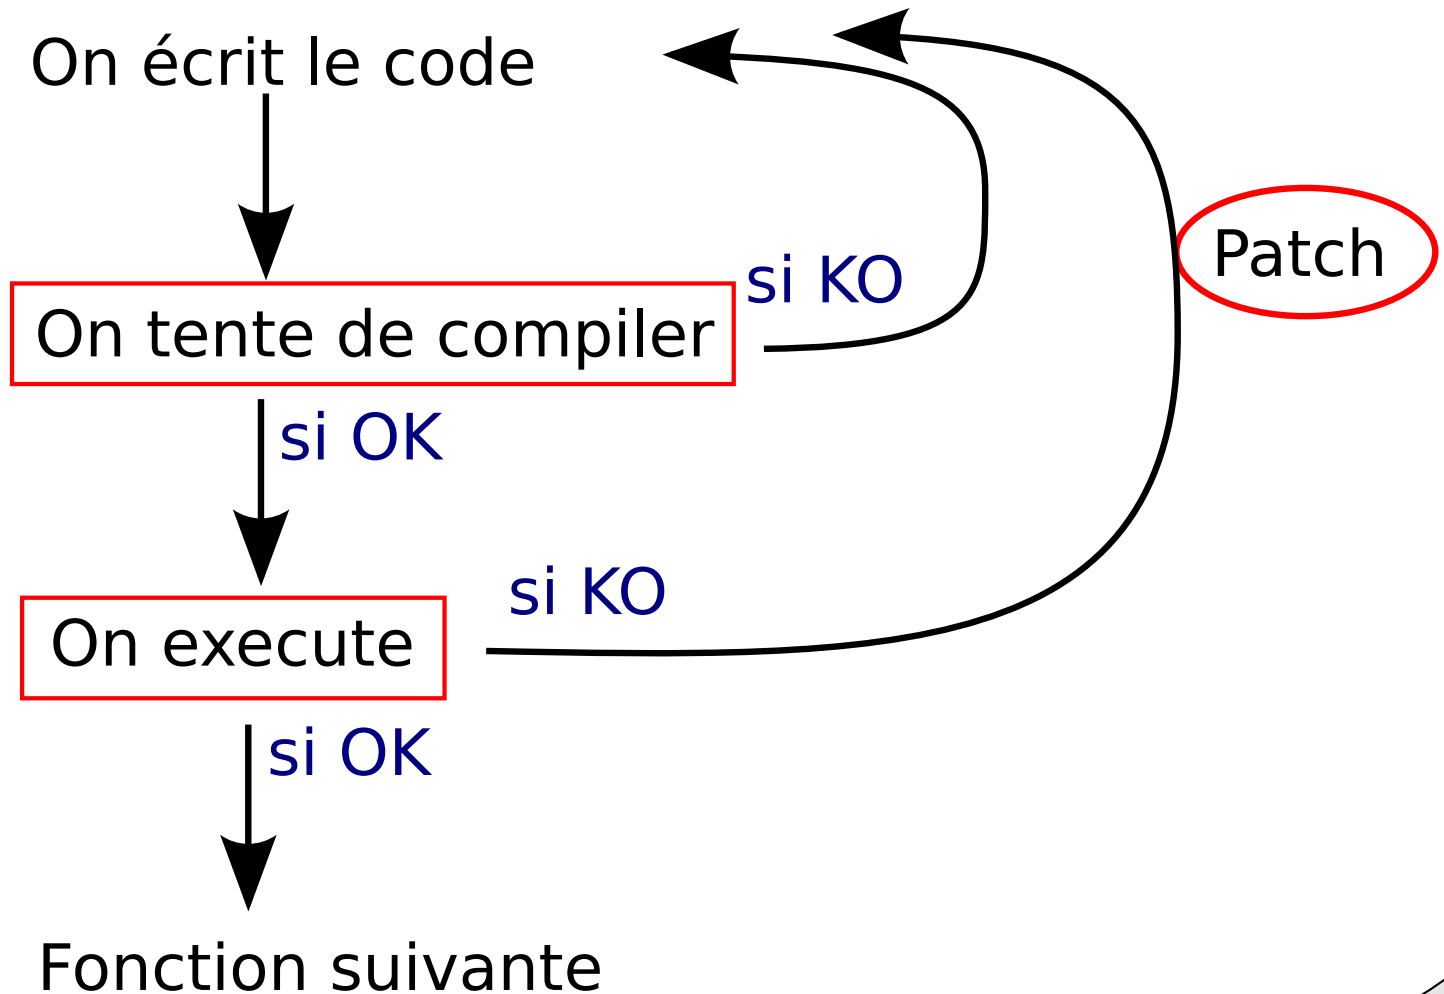 On écrit le code
Patch
si KO
On tente de compiler
si OK
si KO
On execute
si OK
Fonction suivante